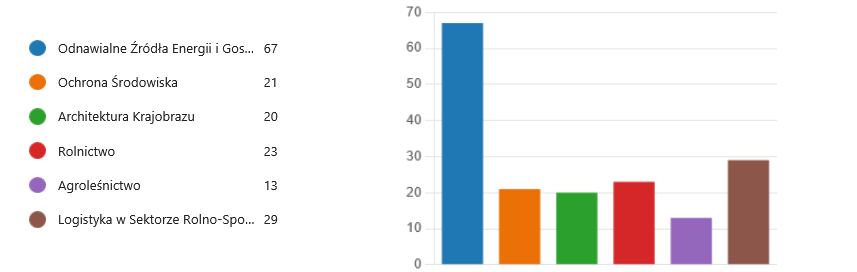 Odnawialne Źródła Energii i Gos... 67
Ochrona Środowiska 21
Architektura Krajobrazu 20
Rolnictwo 23
Agroleśnictwo 13
Logistyka w Sektorze Rolno-Spo... 29
70
60
50
40
30
20
10
0